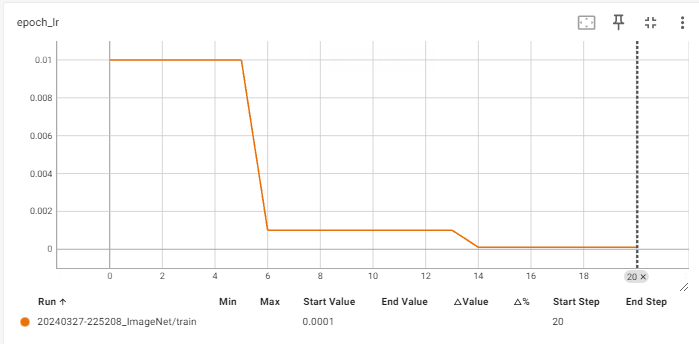 epoch_lr
0.01
0.008
0.006
0.004
0.002
0
0 2 4 6 8 10 12 14 16 18 20 ×
Run ↑ Min Max Start Value End Value △Value △% Start Step End Step
20240327-225208_ImageNet/train 0.0001 20